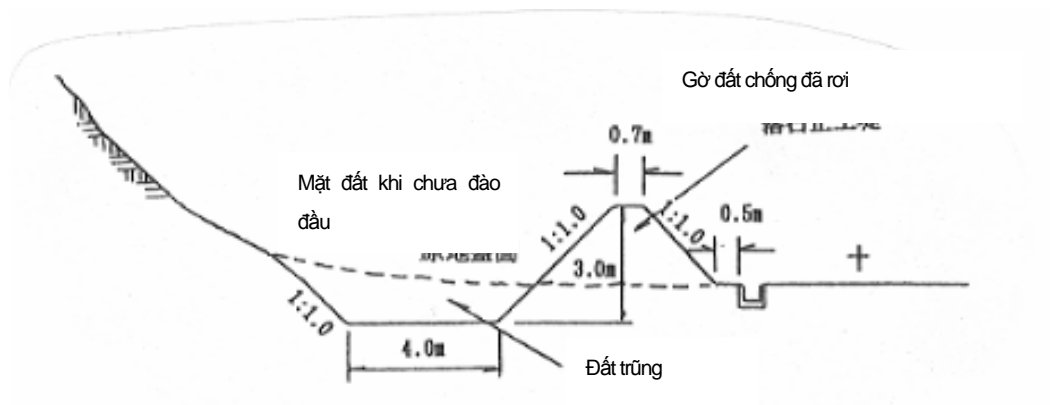 Gờ đất chống đã rơi
0.7m
Mặt đất khi chưa đào
đầu
1:1.0
1:1.0
0.5m
3.0m
1:1.0
4.0m
Đất trũng